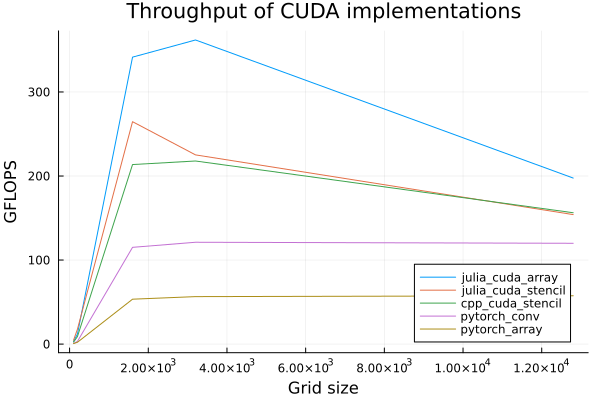 Throughput of CUDA implementations
GFLOPS
300
200
100
0
0 2.00×10³ 4.00×10³ 6.00×10³ 8.00×10³ 1.00×10⁴ 1.20×10⁴
Grid size
julia_cuda_array
julia_cuda_stencil
cpp_cuda_stencil
pytorch_conv
pytorch_array